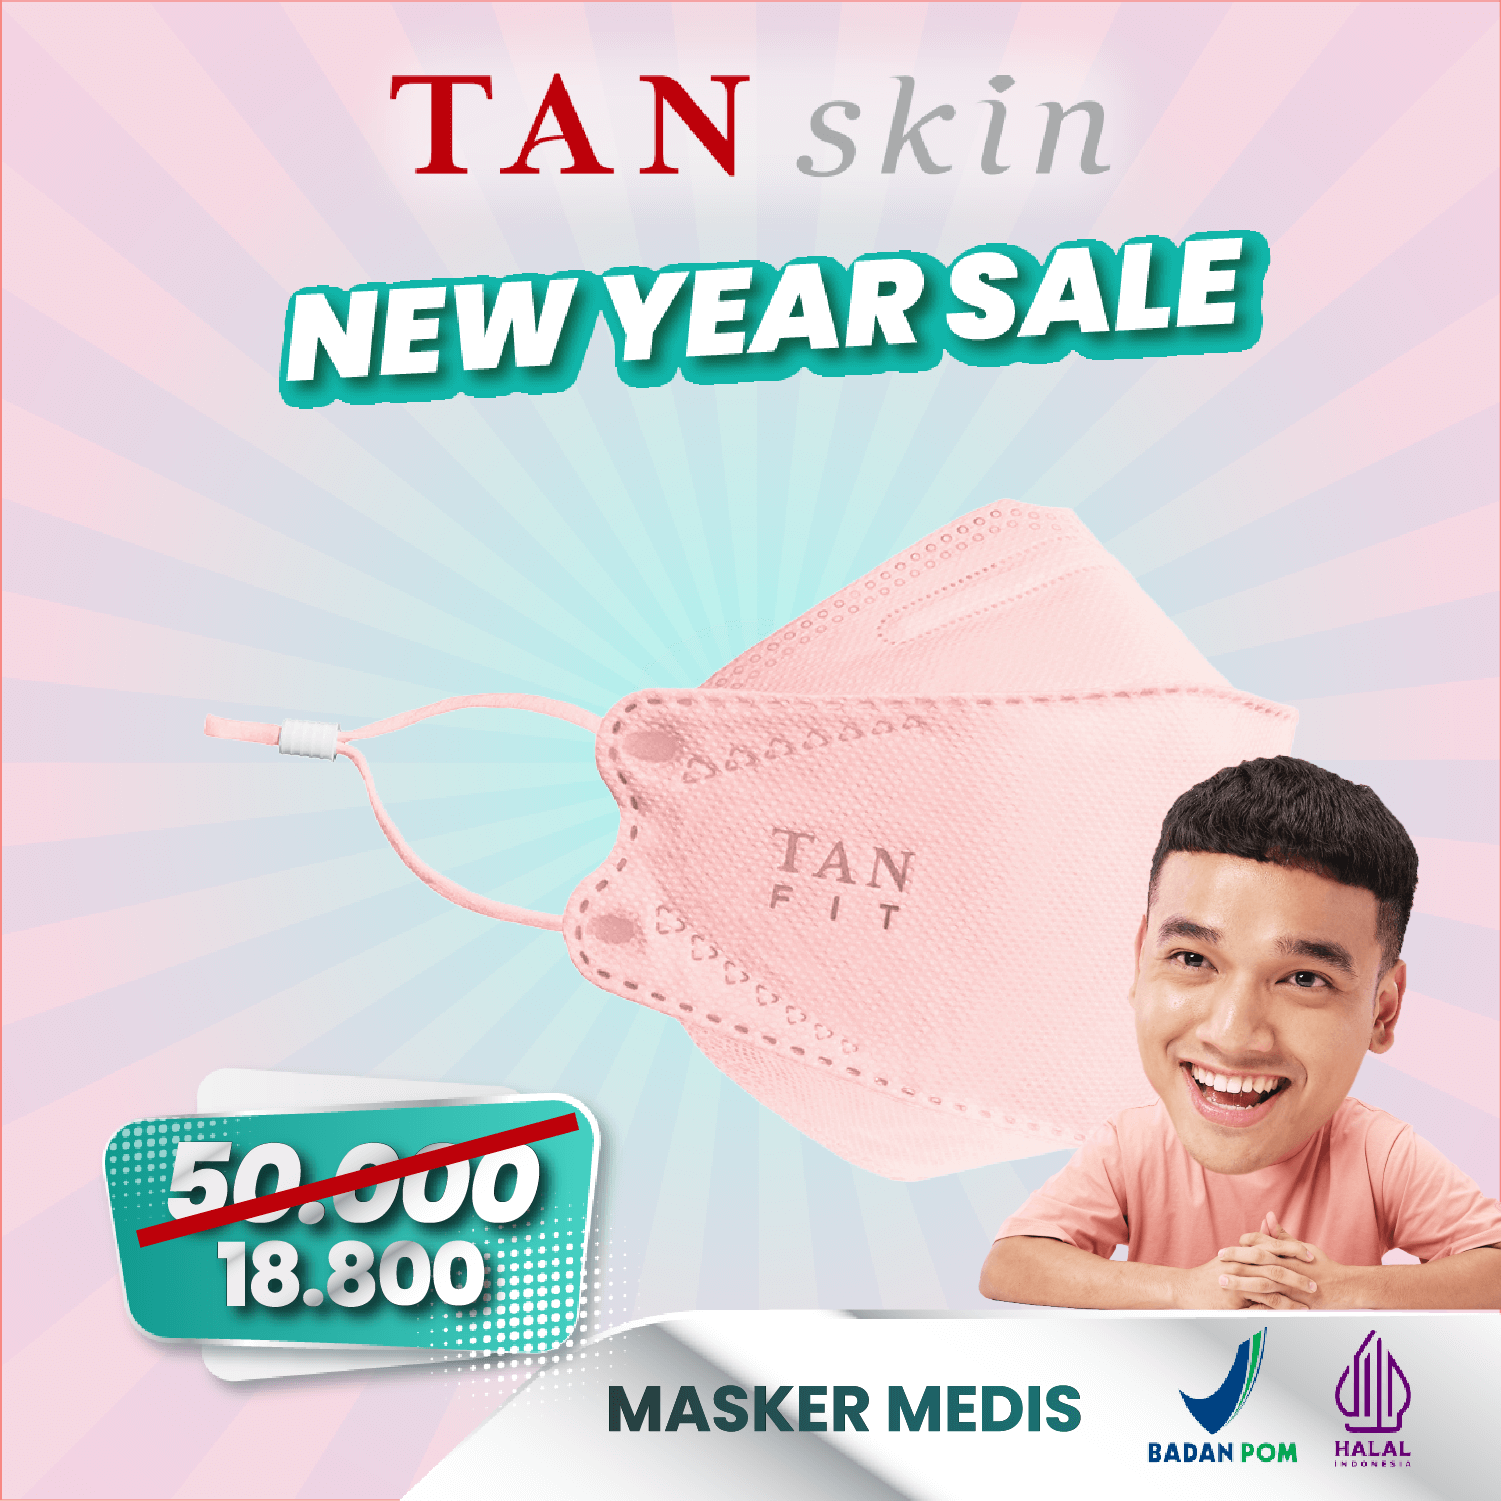 TAN skin
NEW YEAR SALE
TAN
FIT
50.000
18.800
MASKER MEDIS
BADAN POM
HALAL
INDONESIA